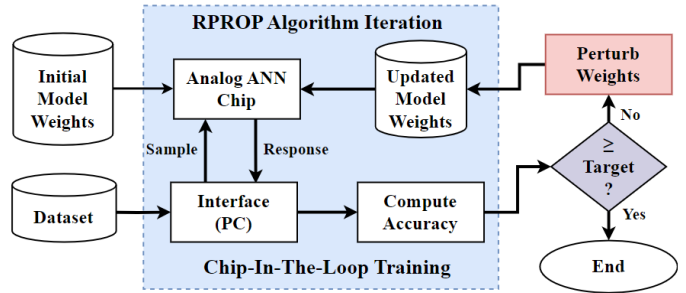 RPROP Algorithm Iteration
Initial
Model
Weights
Analog ANN
Chip
Updated
Model
Weights
Perturb
Weights
No
Sample
Response
≥
Target
?
Dataset
Interface
(PC)
Compute
Accuracy
Yes
Chip-In-The-Loop Training
End